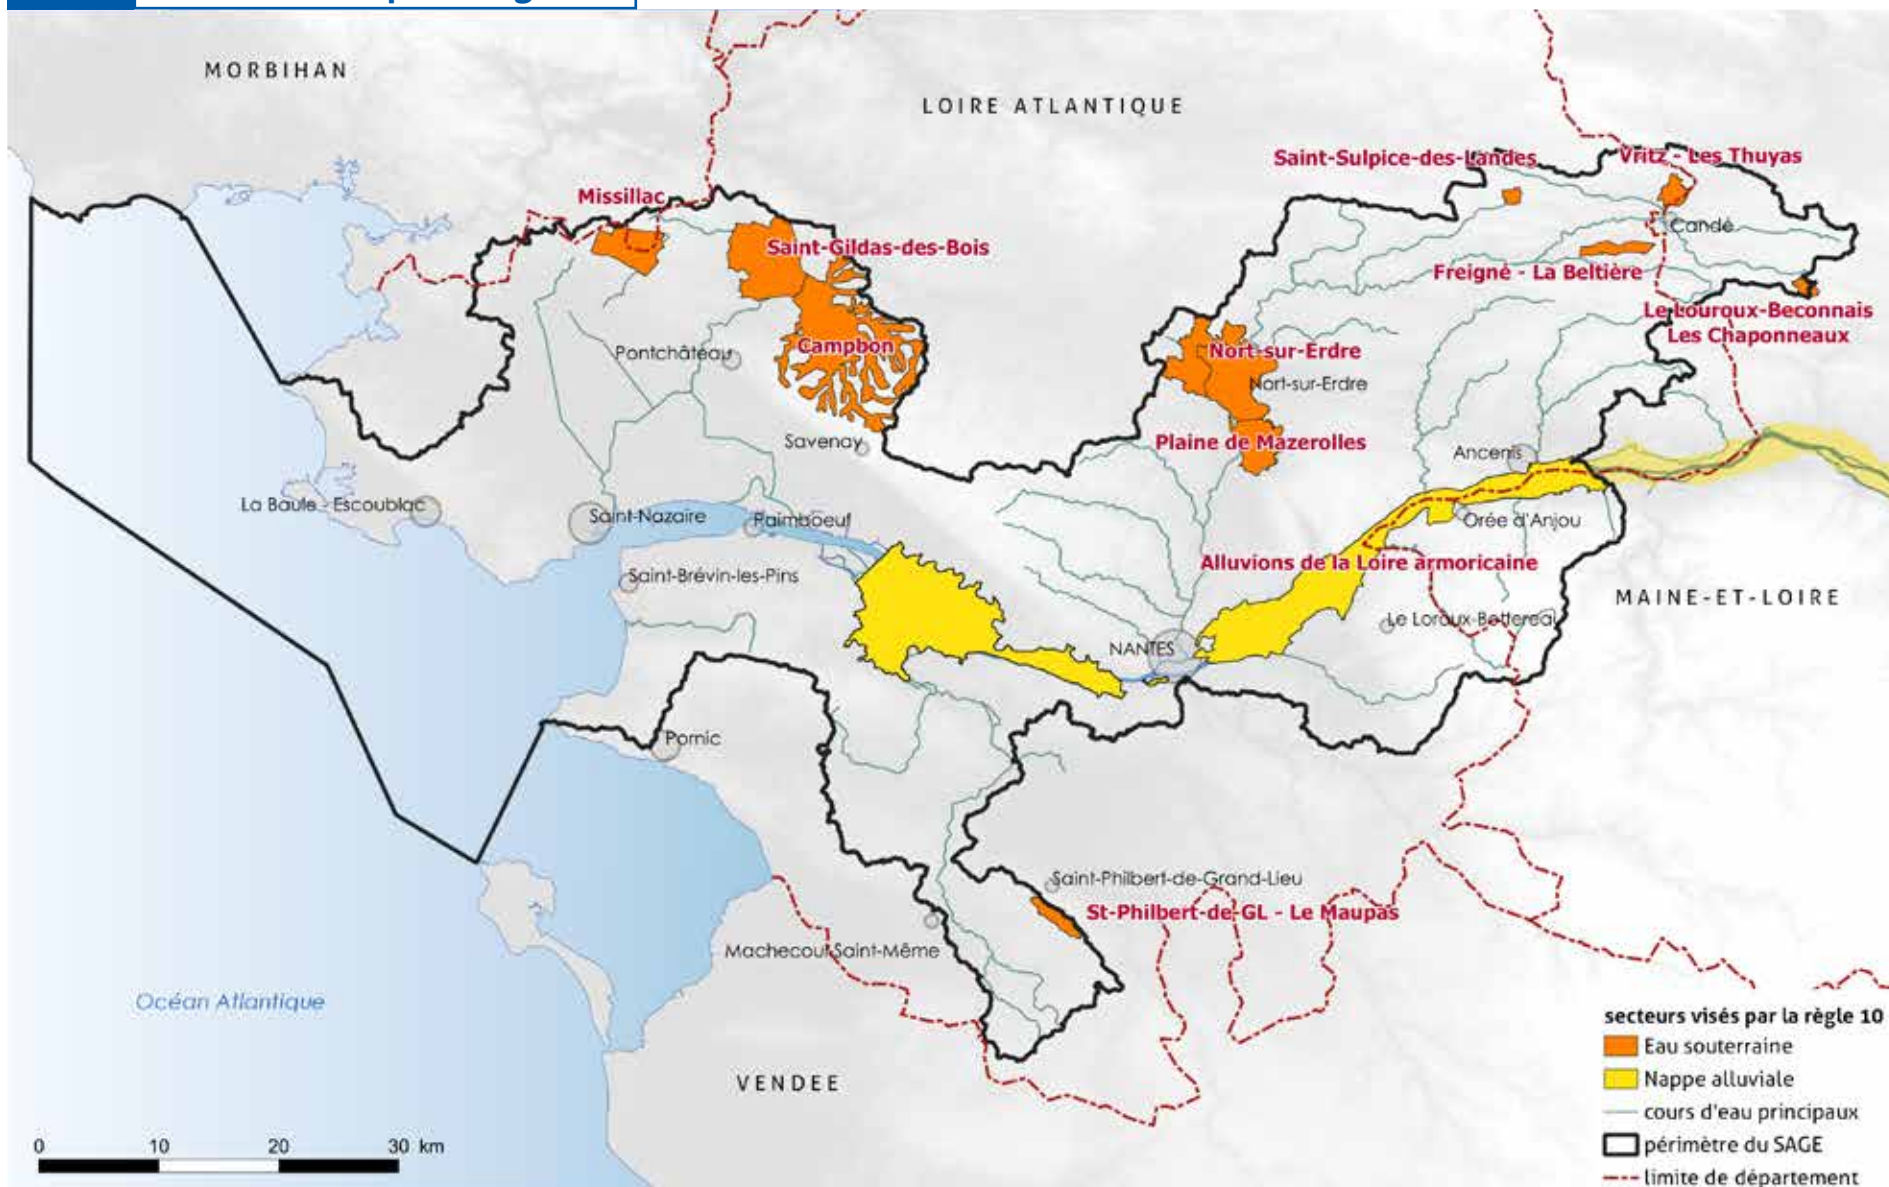 MORBIHAN
LOIRE ATLANTIQUE
Saint-Sulpice-des-Landes
Vritz - Les Thuyas
Missillac
Candé
Saint-Gildas-des-Bois
Freigné - La Beltière
Le Louroux-Beconnais
Les Chaponneaux
Campbon
Pontchâteau
Nort-sur-Erdre
Nort-sur-Erdre
Savenay
Plaine de Mazerolles
Ancenis
La Baule - Escoublac
Saint-Nazaire
Paimboeuf
Orée d'Anjou
Alluvions de la Loire armoricaine
Saint-Brévin-les-Pins
MAINE-ET-LOIRE
Le Loroux-Bottereau
NANTES
Pornic
Saint-Philbert-de-Grand-Lieu
St-Philbert-de-GL - Le Maupas
Machecoul-Saint-Même
Océan Atlantique
VENDEE
secteurs visés par la règle 10
Eau souterraine
Nappe alluviale
cours d'eau principaux
périmètre du SAGE
limite de département
0 10 20 30 km